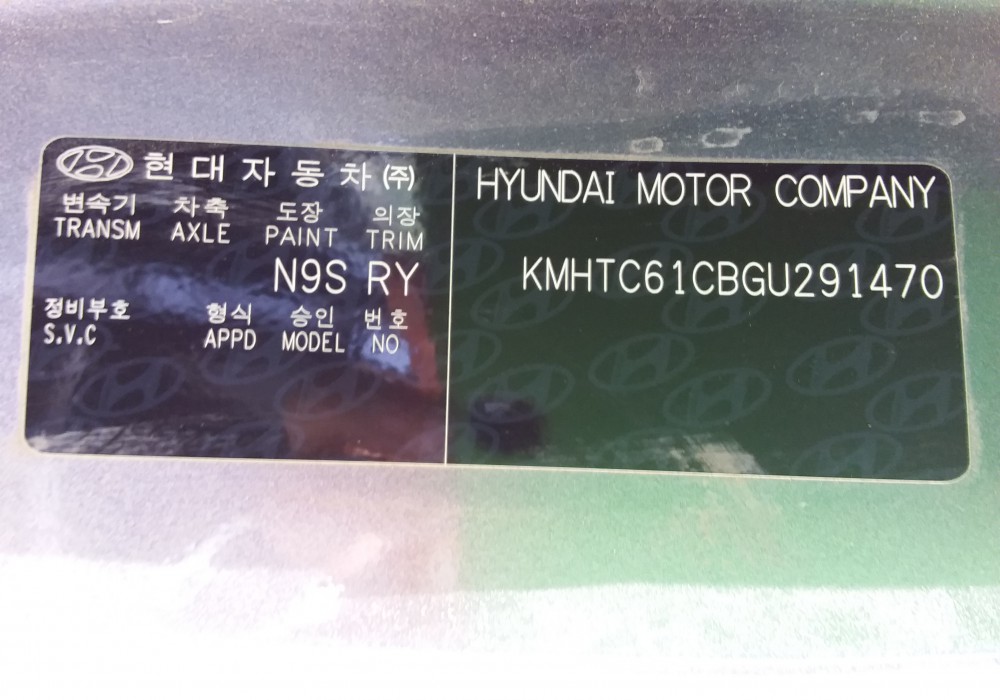 현대자동차(주)
변속기 차축 도장 의장
TRANSM AXLE PAINT TRIM
N9S RY
정비부호 형식 승인 번호
S.V.C APPD MODEL NO
HYUNDAI MOTOR COMPANY
KMHTC61CBGU291470